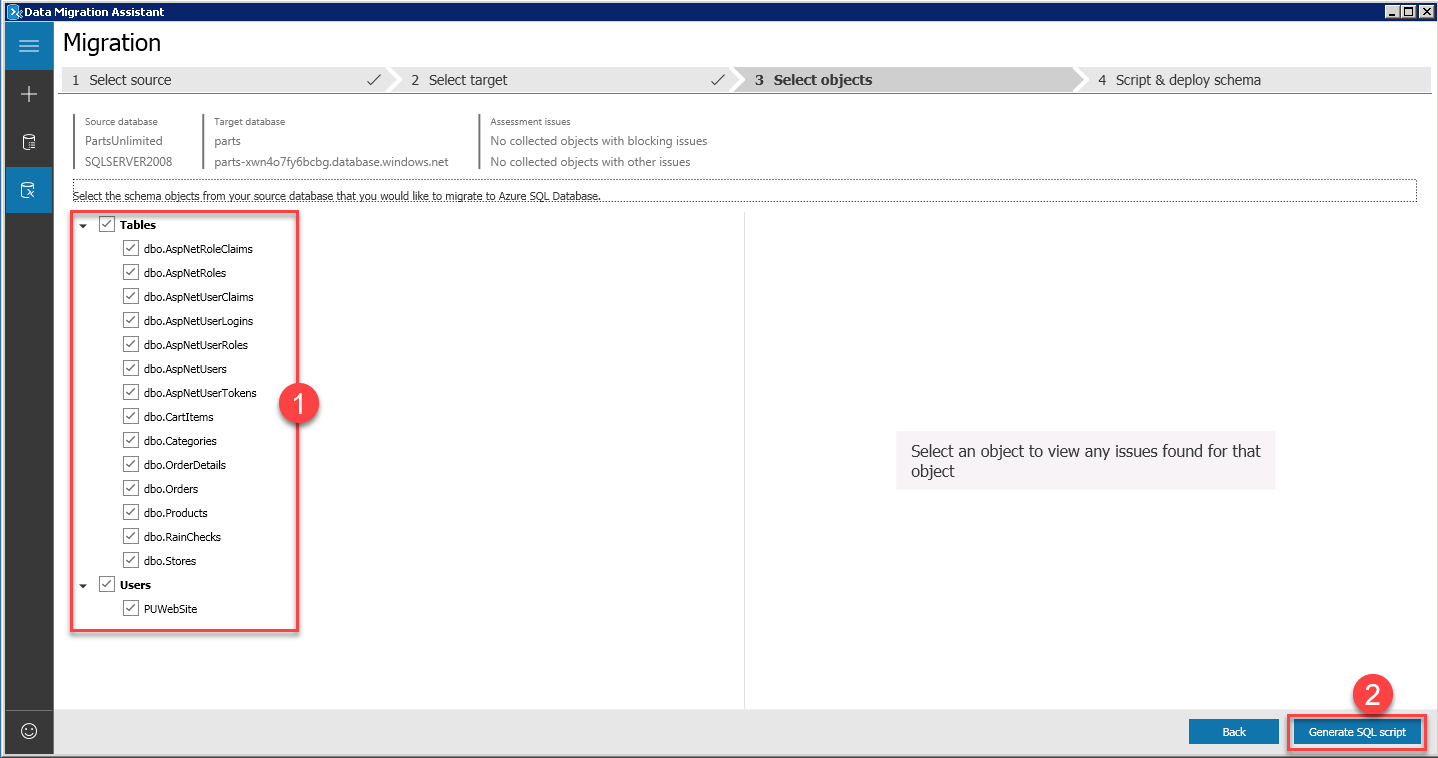 Data Migration Assistant
Migration
1 Select source
2 Select target
3 Select objects
4 Script & deploy schema
Source database
PartsUnlimited
SQLSERVER2008
Target database
parts
parts-xwn4o7fy6bcbg.database.windows.net
Assessment issues
No collected objects with blocking issues
No collected objects with other issues
Select the schema objects from your source database that you would like to migrate to Azure SQL Database.
Tables
dbo.AspNetRoleClaims
dbo.AspNetRoles
dbo.AspNetUserClaims
dbo.AspNetUserLogins
dbo.AspNetUserRoles
dbo.AspNetUsers
dbo.AspNetUserTokens
dbo.CartItems
dbo.Categories
dbo.OrderDetails
dbo.Orders
dbo.Products
dbo.RainChecks
dbo.Stores
Users
PUWebSite
1
Select an object to view any issues found for that
object
2
Back
Generate SQL script